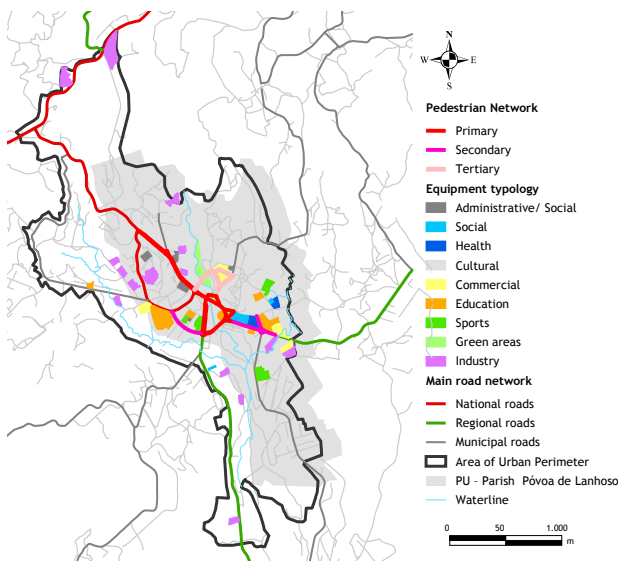 N
W E
S
Pedestrian Network
Primary
Secondary
Tertiary
Equipment typology
Administrative/ Social
Social
Health
Cultural
Commercial
Education
Sports
Green areas
Industry
Main road network
National roads
Regional roads
Municipal roads
Area of Urban Perimeter
PU - Parish Póvoa de Lanhoso
Waterline
0 50 1.000
m